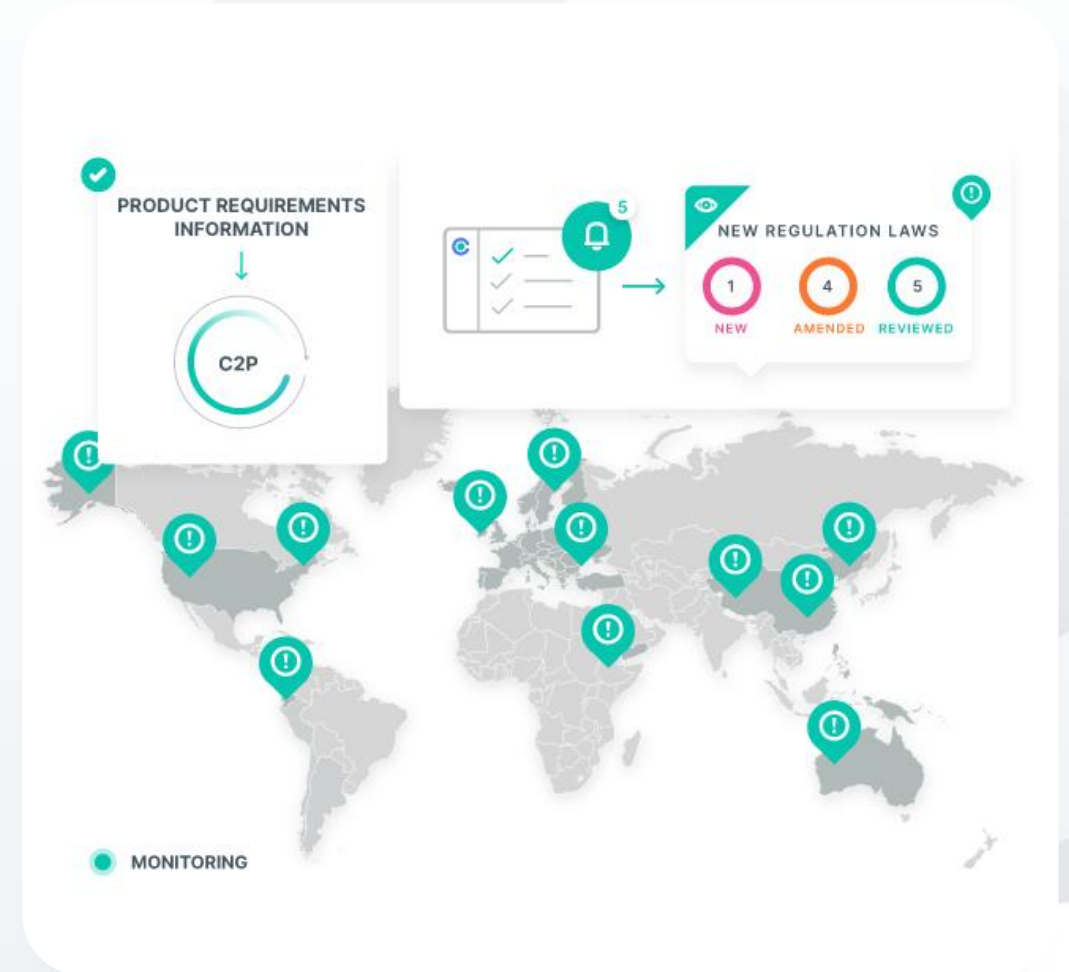 PRODUCT REQUIREMENTS
INFORMATION
C2P
5
NEW REGULATION LAWS
1
4
5
NEW
AMENDED
REVIEWED
MONITORING